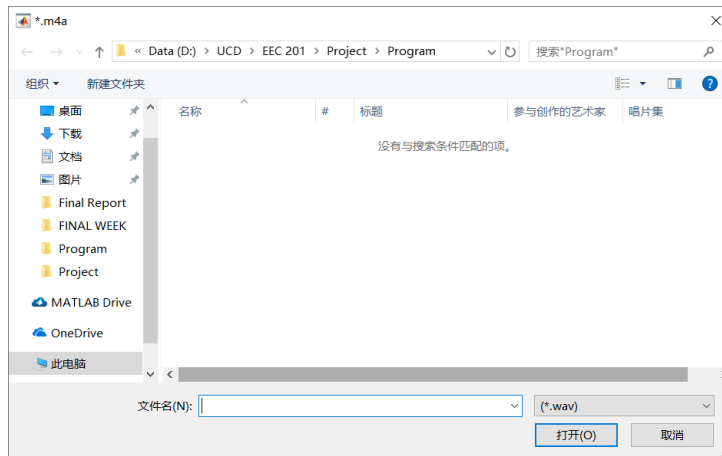 *.m4a
« Data (D:) > UCD > EEC 201 > Project > Program
搜索"Program"
组织 新建文件夹
名称 # 标题 参与创作的艺术家 唱片集
没有与搜索条件匹配的项。
桌面
下载
文档
图片
Final Report
FINAL WEEK
Program
Project
MATLAB Drive
OneDrive
此电脑
文件名(N): (*.wav)
打开(O) 取消